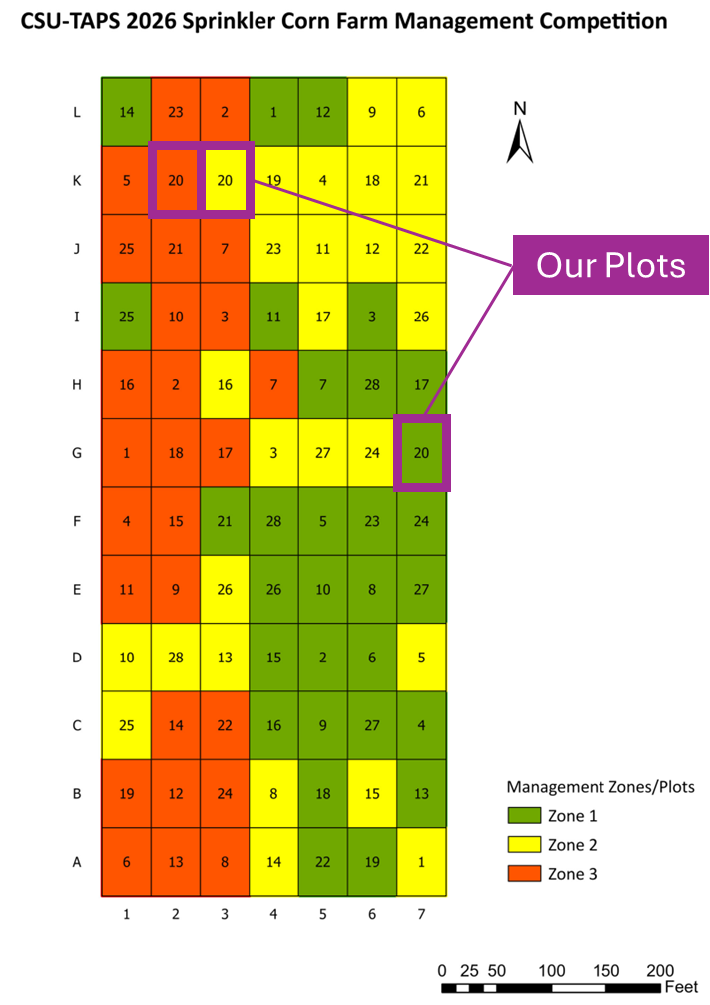 CSU-TAPS 2026 Sprinkler Corn Farm Management Competition
N
L 14 23 2 1 12 9 6
K 5 20 20 19 4 18 21
J 25 21 7 23 11 12 22
Our Plots
I 25 10 3 11 17 3 26
H 16 2 16 7 7 28 17
G 1 18 17 3 27 24 20
F 4 15 21 28 5 23 24
E 11 9 26 26 10 8 27
D 10 28 13 15 2 6 5
C 25 14 22 16 9 27 4
B 19 12 24 8 18 15 13
A 6 13 8 14 22 19 1
1 2 3 4 5 6 7
Management Zones/Plots
Zone 1
Zone 2
Zone 3
0 25 50 100 150 200
Feet